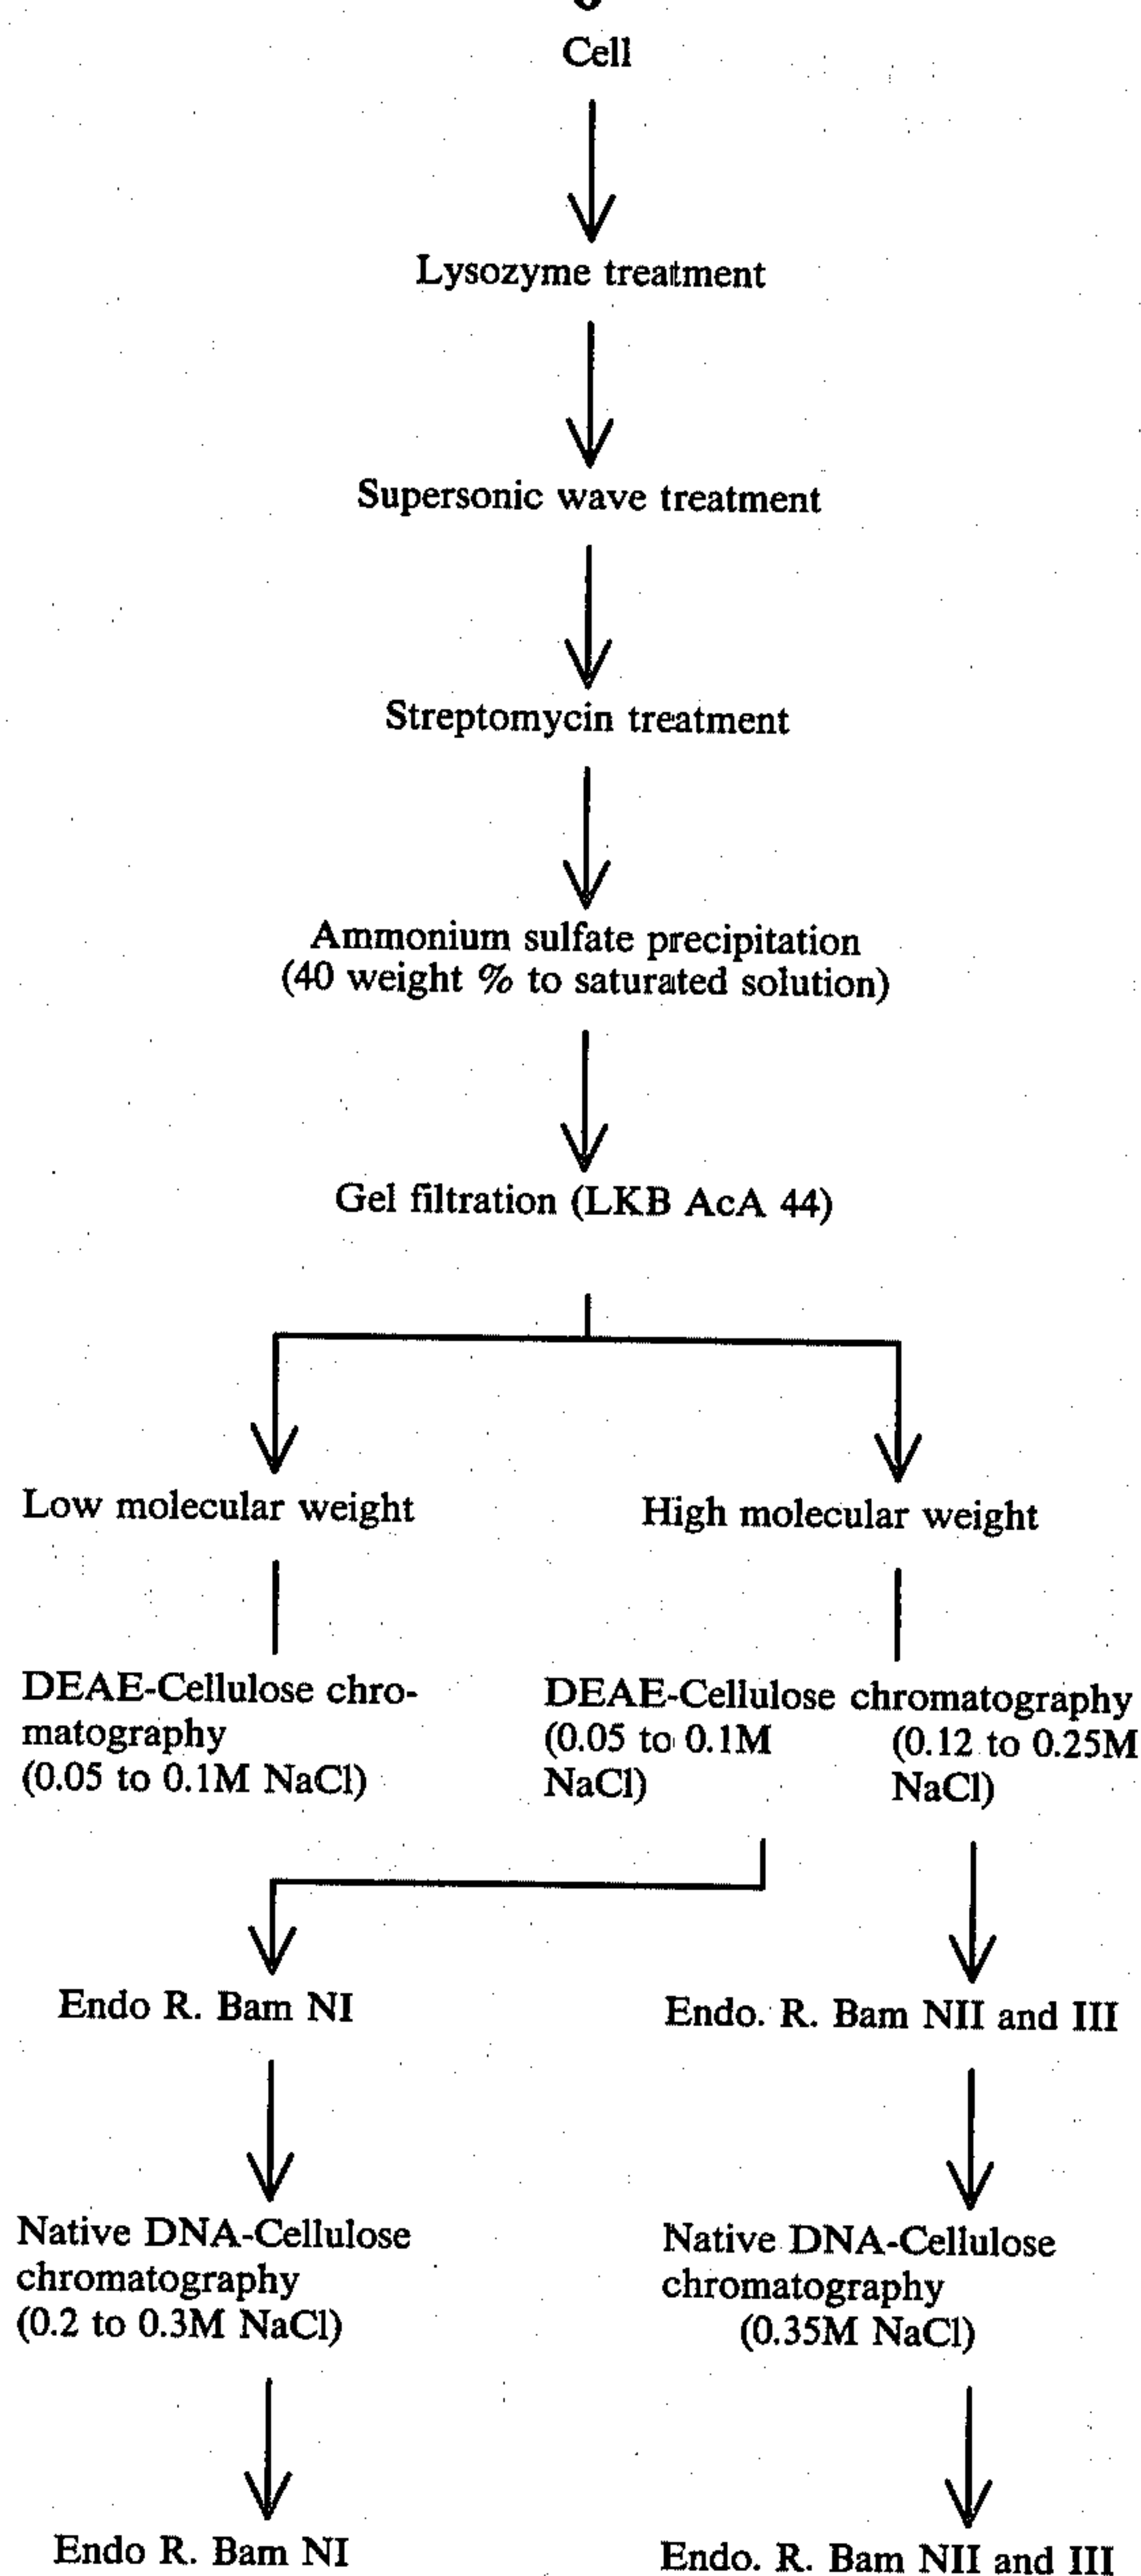 Cell
Lysozyme treatment
Supersonic wave treatment
Streptomycin treatment
Ammonium sulfate precipitation
(40 weight % to saturated solution)
Gel filtration (LKB AcA 44)
Low molecular weight
High molecular weight
DEAE-Cellulose chro-
matography
(0.05 to 0.1M NaCl)
DEAE-Cellulose chromatography
(0.05 to 0.1M
NaCl)
(0.12 to 0.25M
NaCl)
Endo R. Bam NI
Endo. R. Bam NII and III
Native DNA-Cellulose
chromatography
(0.2 to 0.3M NaCl)
Native DNA-Cellulose
chromatography
(0.35M NaCl)
Endo R. Bam NI
Endo. R. Bam NII and III